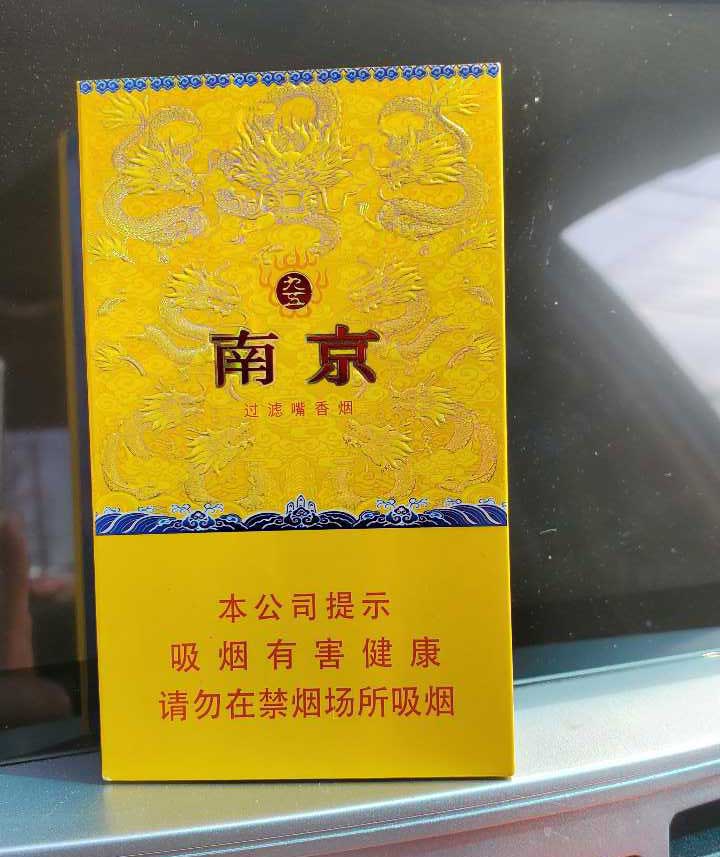 九五
南京
过滤嘴香烟
本公司提示
吸烟有害健康
请勿在禁烟场所吸烟